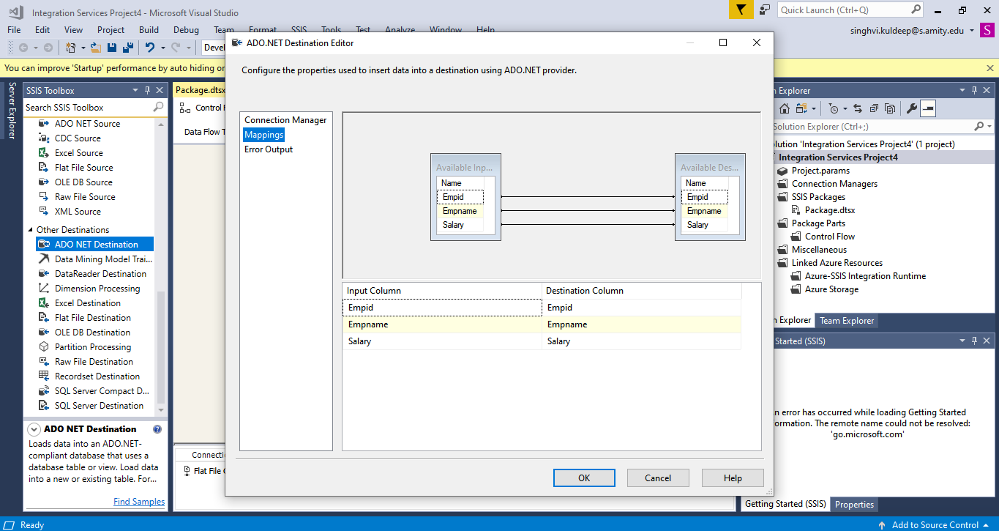 Integration Services Project4 - Microsoft Visual Studio
Quick Launch (Ctrl+Q)
File Edit View Project Build Debug Team Format SSIS Tools Test Analyze Window Help
singhvi.kuldeep@s.amity.edu
S
Devel
You can improve 'Startup' performance by auto hiding or
Server Explorer
SSIS Toolbox
Search SSIS Toolbox
ADO NET Source
CDC Source
Excel Source
Flat File Source
OLE DB Source
Raw File Source
XML Source
Other Destinations
ADO NET Destination
Data Mining Model Trai...
DataReader Destination
Dimension Processing
Excel Destination
Flat File Destination
OLE DB Destination
Partition Processing
Raw File Destination
Recordset Destination
SQL Server Compact D...
SQL Server Destination
ADO NET Destination
Loads data into an ADO.NET-
compliant database that uses a
database table or view. Load data
into a new or existing table. For...
Find Samples
Package.dtsx
Control F
Data Flow T
Connecti
Flat File C
ADO.NET Destination Editor
Configure the properties used to insert data into a destination using ADO.NET provider.
Connection Manager
Mappings
Error Output
Available Inp...
Name
Empid
Empname
Salary
Available Des...
Name
Empid
Empname
Salary
Input Column Destination Column
Empid Empid
Empname Empname
Salary Salary
OK Cancel Help
n Explorer
Solution Explorer (Ctrl+;)
lution 'Integration Services Project4' (1 project)
Integration Services Project4
Project.params
Connection Managers
SSIS Packages
Package.dtsx
Package Parts
Control Flow
Miscellaneous
Linked Azure Resources
Azure-SSIS Integration Runtime
Azure Storage
n Explorer Team Explorer
Started (SSIS)
n error has occurred while loading Getting Started
ormation. The remote name could not be resolved:
'go.microsoft.com'
Getting Started (SSIS) Properties
Ready
Add to Source Control